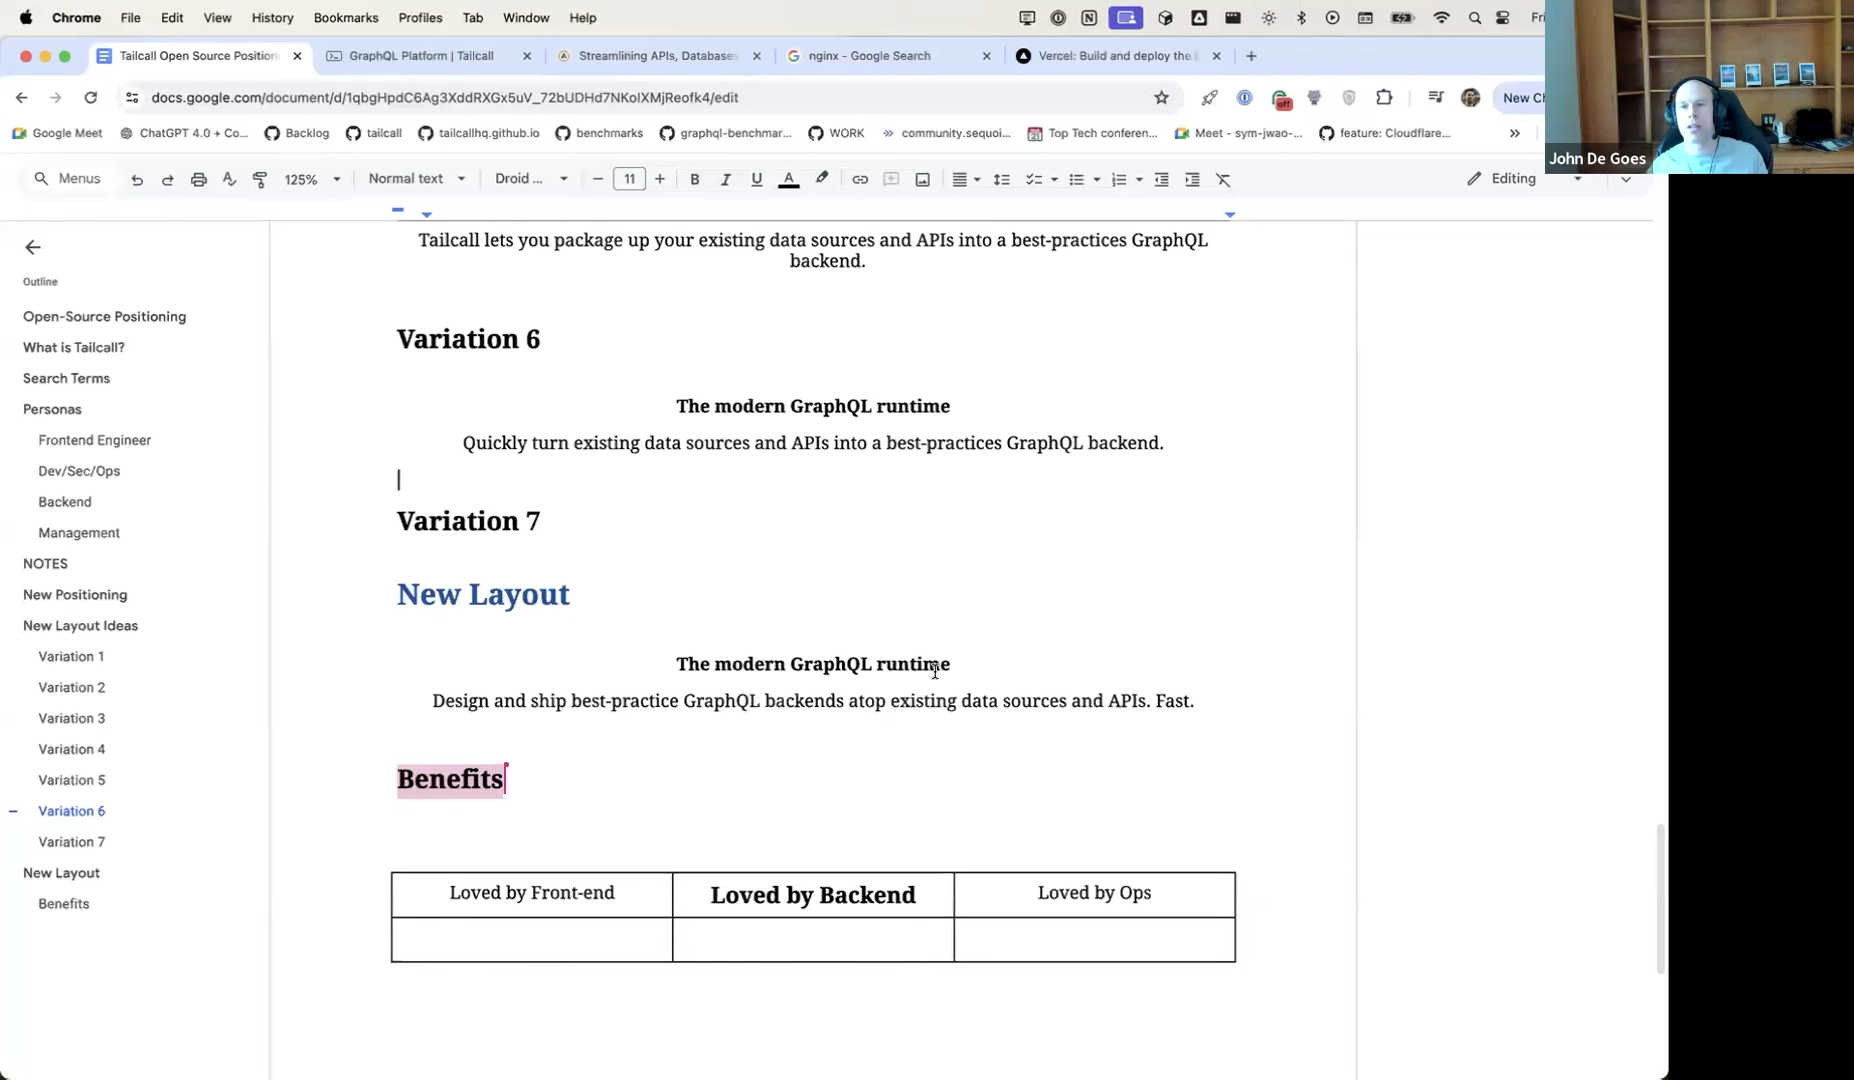 Chrome File Edit View History Bookmarks Profiles Tab Window Help
Fri
Tailcall Open Source Position
GraphQL Platform | Tailcall
Streamlining APIs, Databases
nginx - Google Search
Vercel: Build and deploy the
docs.google.com/document/d/1qbgHpdC6Ag3XddRXGx5uV_72bUDHd7NKolXMjReofk4/edit
off
New Ch
Google Meet ChatGPT 4.0 + Co... Backlog tailcall tailcallhq.github.io benchmarks graphql-benchmar... WORK community.sequoi... Top Tech conferen... Meet - sym-jwao-... feature: Cloudflare...
John De Goes
Menus 125% Normal text Droid ... 11 Editing
Outline
Open-Source Positioning
What is Tailcall?
Search Terms
Personas
Frontend Engineer
Dev/Sec/Ops
Backend
Management
NOTES
New Positioning
New Layout Ideas
Variation 1
Variation 2
Variation 3
Variation 4
Variation 5
Variation 6
Variation 7
New Layout
Benefits
Tailcall lets you package up your existing data sources and APIs into a best-practices GraphQL
backend.
Variation 6
The modern GraphQL runtime
Quickly turn existing data sources and APIs into a best-practices GraphQL backend.
Variation 7
New Layout
The modern GraphQL runtime
Design and ship best-practice GraphQL backends atop existing data sources and APIs. Fast.
Benefits
Loved by Front-end Loved by Backend Loved by Ops